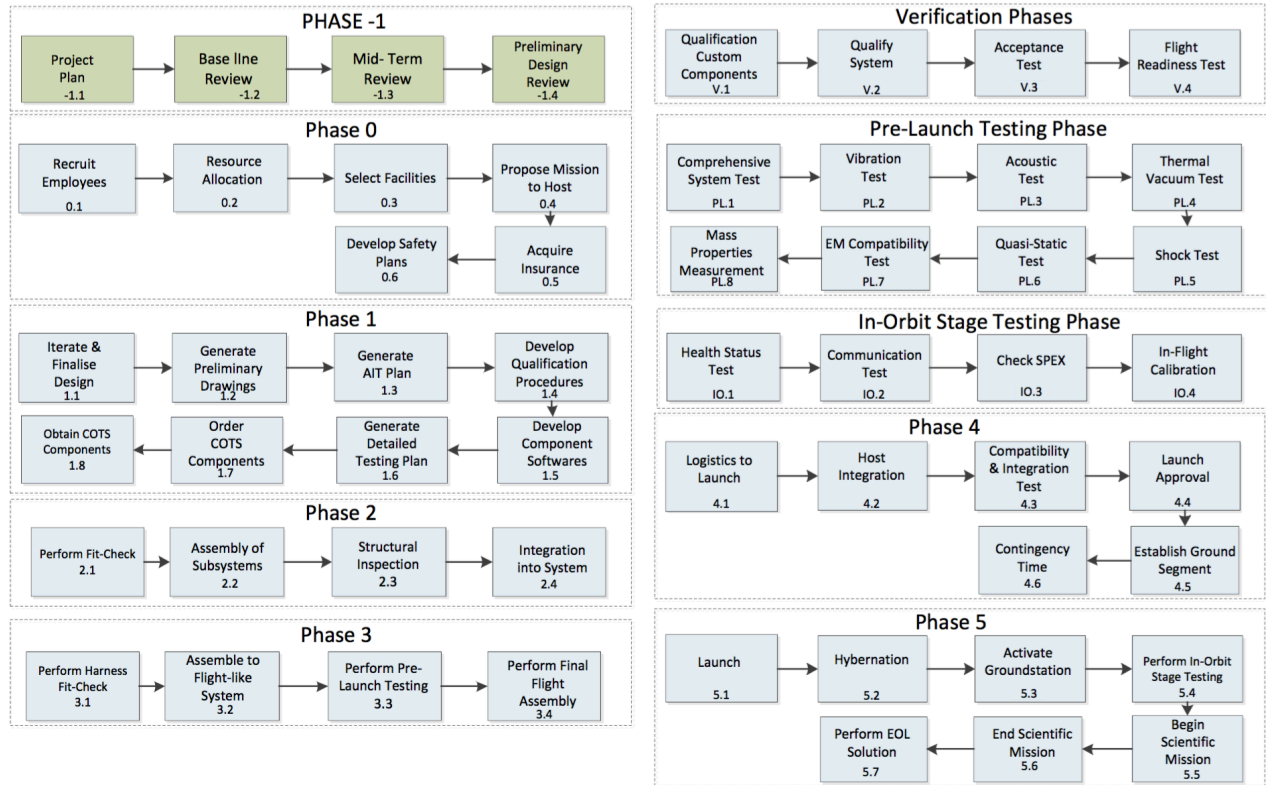 PHASE -1
Project
Plan
-1.1
Base lIne
Review
-1.2
Mid- Term
Review
-1.3
Preliminary
Design
Review
-1.4
Phase 0
Recruit
Employees
0.1
Resource
Allocation
0.2
Select Facilities
0.3
Propose Mission
to Host
0.4
Develop Safety
Plans
0.6
Acquire
Insurance
0.5
Phase 1
Iterate &
Finalise
Design
1.1
Generate
Preliminary
Drawings
1.2
Generate
AIT Plan
1.3
Develop
Qualification
Procedures
1.4
Obtain COTS
Components
1.8
Order
COTS
Components
1.7
Generate
Detailed
Testing Plan
1.6
Develop
Component
Softwares
1.5
Phase 2
Perform Fit-Check
2.1
Assembly of
Subsystems
2.2
Structural
Inspection
2.3
Integration
into System
2.4
Phase 3
Perform Harness
Fit-Check
3.1
Assemble to
Flight-like
System
3.2
Perform Pre-
Launch Testing
3.3
Perform Final
Flight
Assembly
3.4
Verification Phases
Qualification
Custom
Components
V.1
Qualify
System
V.2
Acceptance
Test
V.3
Flight
Readiness Test
V.4
Pre-Launch Testing Phase
Comprehensive
System Test
PL.1
Vibration
Test
PL.2
Acoustic
Test
PL.3
Thermal
Vacuum Test
PL.4
Mass
Properties
Measurement
PL.8
EM Compatibility
Test
PL.7
Quasi-Static
Test
PL.6
Shock Test
PL.5
In-Orbit Stage Testing Phase
Health Status
Test
IO.1
Communication
Test
IO.2
Check SPEX
IO.3
In-Flight
Calibration
IO.4
Phase 4
Logistics to
Launch
4.1
Host
Integration
4.2
Compatibility
& Integration
Test
4.3
Launch
Approval
4.4
Contingency
Time
4.6
Establish Ground
Segment
4.5
Phase 5
Launch
5.1
Hybernation
5.2
Activate
Groundstation
5.3
Perform In-Orbit
Stage Testing
5.4
Perform EOL
Solution
5.7
End Scientific
Mission
5.6
Begin
Scientific
Mission
5.5